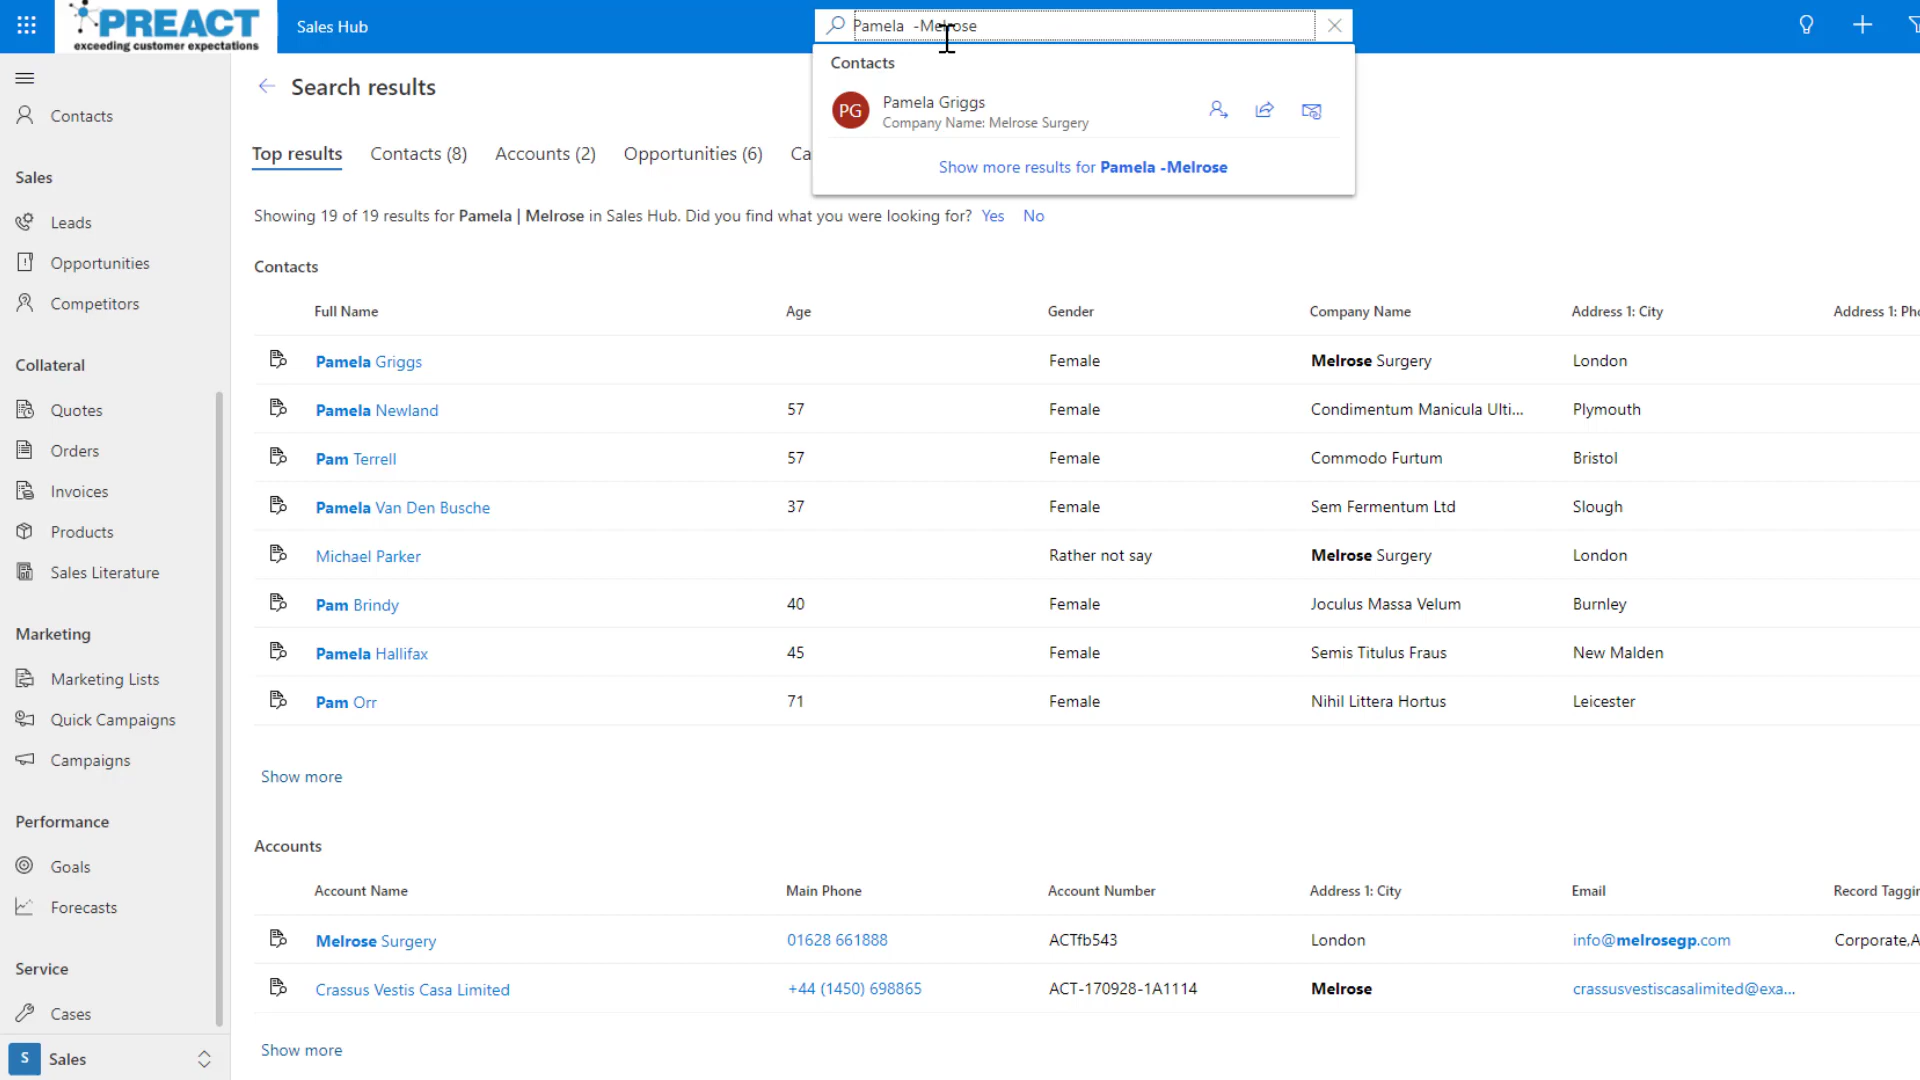 PREACT
exceeding customer expectations
Sales Hub
Pamela  -Melrose
Contacts
PG
Pamela Griggs
Company Name: Melrose Surgery
Show more results for Pamela -Melrose
Contacts
Sales
Leads
Opportunities
Competitors
Collateral
Quotes
Orders
Invoices
Products
Sales Literature
Marketing
Marketing Lists
Quick Campaigns
Campaigns
Performance
Goals
Forecasts
Service
Cases
S Sales
Search results
Top results Contacts (8) Accounts (2) Opportunities (6) Ca
Showing 19 of 19 results for Pamela | Melrose in Sales Hub. Did you find what you were looking for? Yes No
Contacts
Full Name Age Gender Company Name Address 1: City Address 1: Pho
Pamela Griggs Female Melrose Surgery London
Pamela Newland 57 Female Condimentum Manicula Ulti... Plymouth
Pam Terrell 57 Female Commodo Furtum Bristol
Pamela Van Den Busche 37 Female Sem Fermentum Ltd Slough
Michael Parker Rather not say Melrose Surgery London
Pam Brindy 40 Female Joculus Massa Velum Burnley
Pamela Hallifax 45 Female Semis Titulus Fraus New Malden
Pam Orr 71 Female Nihil Littera Hortus Leicester
Show more
Accounts
Account Name Main Phone Account Number Address 1: City Email Record Taggin
Melrose Surgery 01628 661888 ACTfb543 London info@melrosegp.com Corporate,A
Crassus Vestis Casa Limited +44 (1450) 698865 ACT-170928-1A1114 Melrose crassusvestiscasalimited@exa...
Show more